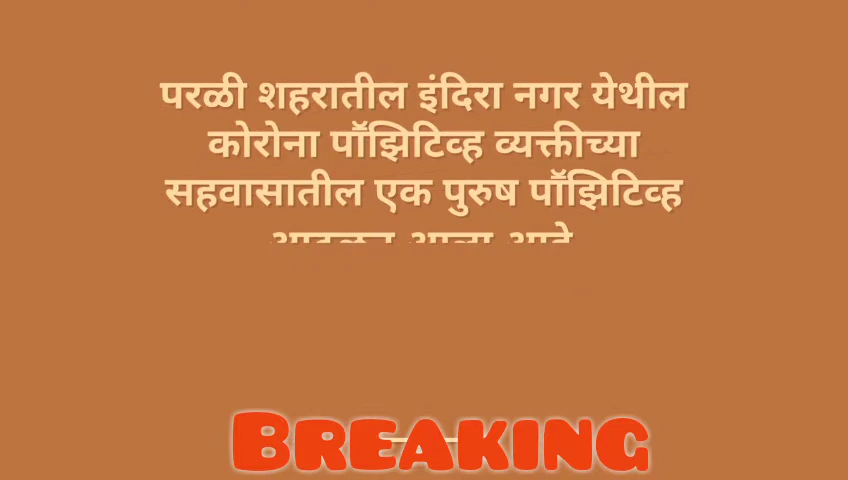 परळी शहरातील इंदिरा नगर येथील
कोरोना पॉझिटिव्ह व्यक्तीच्या
सहवासातील एक पुरुष पॉझिटिव्ह
BREAKING